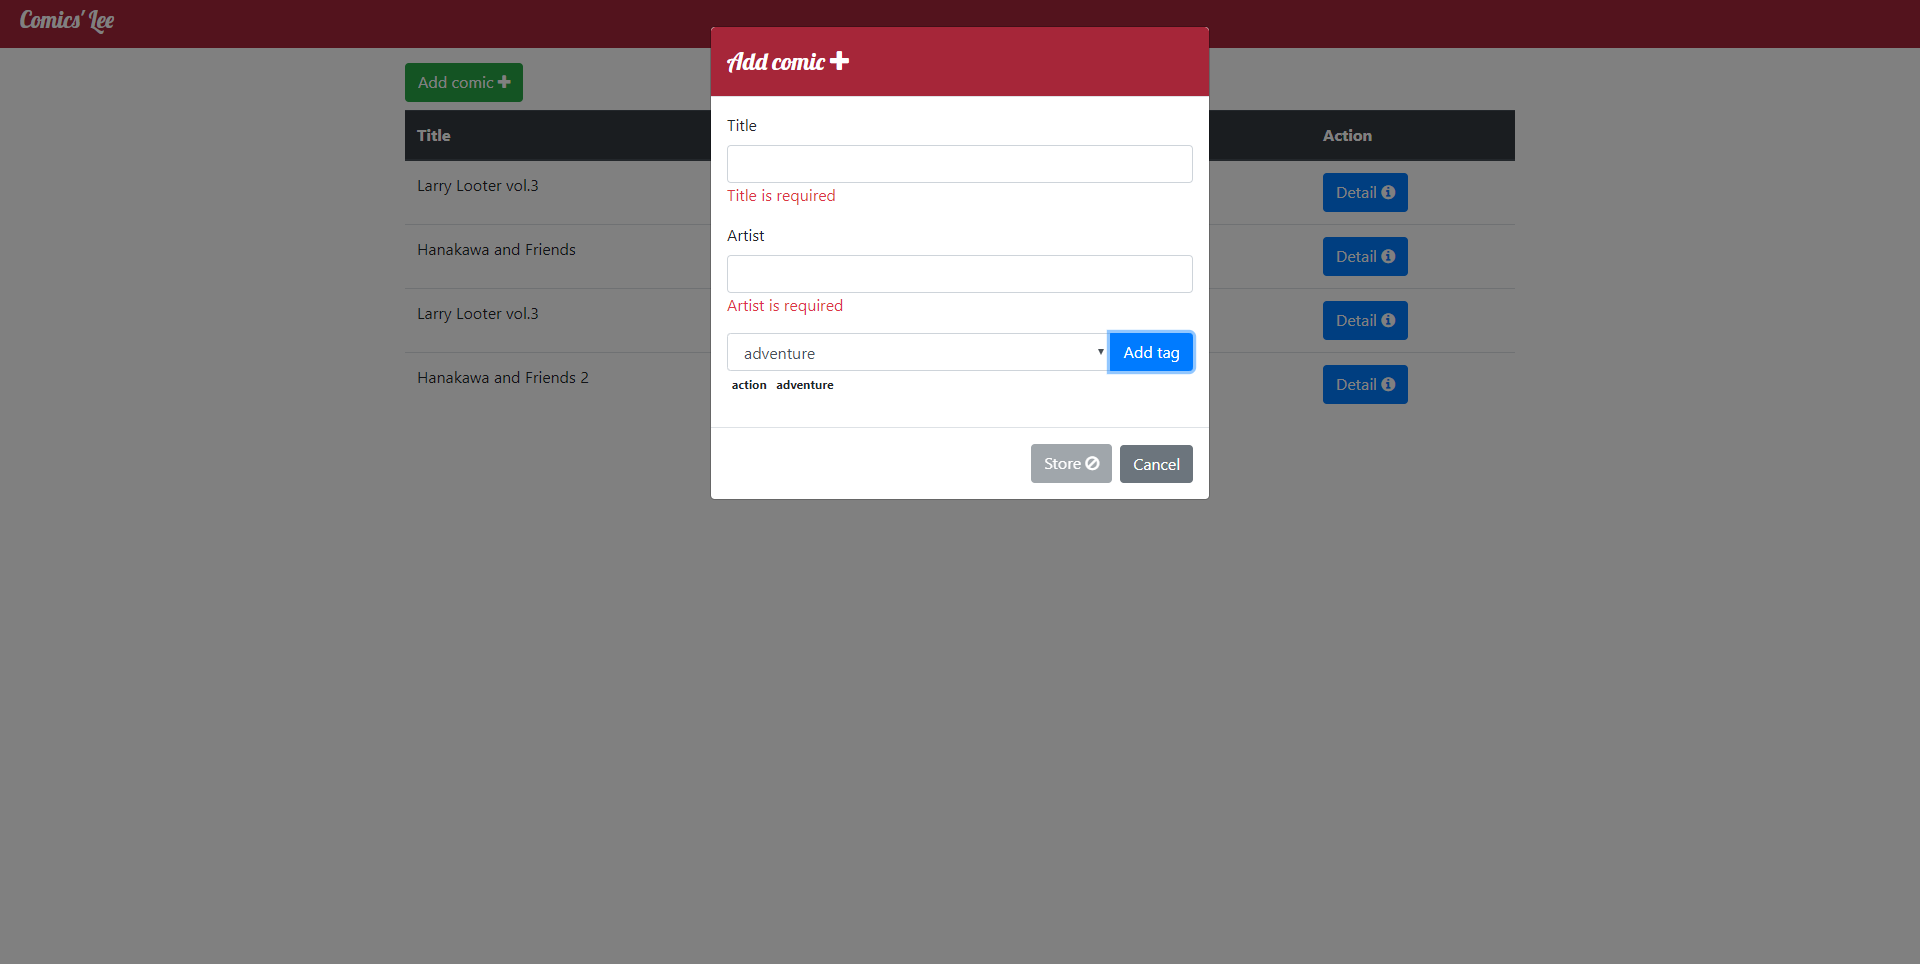 Comics' Lee
Add comic
Add comic
Title
Action
Title
Title is required
Larry Looter vol.3
Detail
Artist
Hanakawa and Friends
Detail
Artist is required
Larry Looter vol.3
Detail
adventure
Add tag
action adventure
Hanakawa and Friends 2
Detail
Store
Cancel